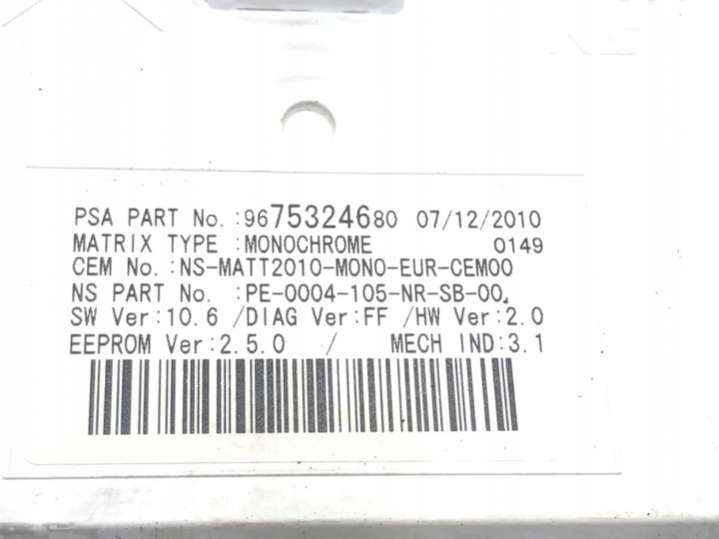 PSA PART No.:9675324680 07/12/2010
MATRIX TYPE :MONOCHROME 0149
CEM No.:NS-MATT2010-MONO-EUR-CEM00
NS PART No. :PE-0004-105-NR-SB-00.
SW Ver:10.6 /DIAG Ver:FF /HW Ver:2.0
EEPROM Ver:2.5.0 / MECH IND:3.1